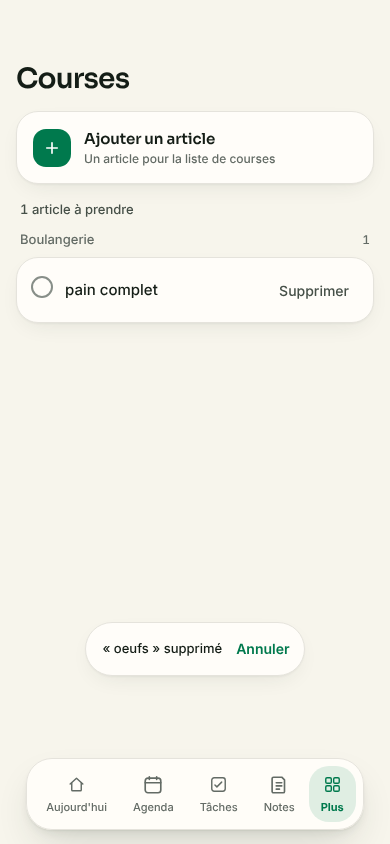 Courses
Ajouter un article
Un article pour la liste de courses
1 article à prendre
Boulangerie 1
pain complet Supprimer
« oeufs » supprimé Annuler
Aujourd'hui Agenda Tâches Notes Plus